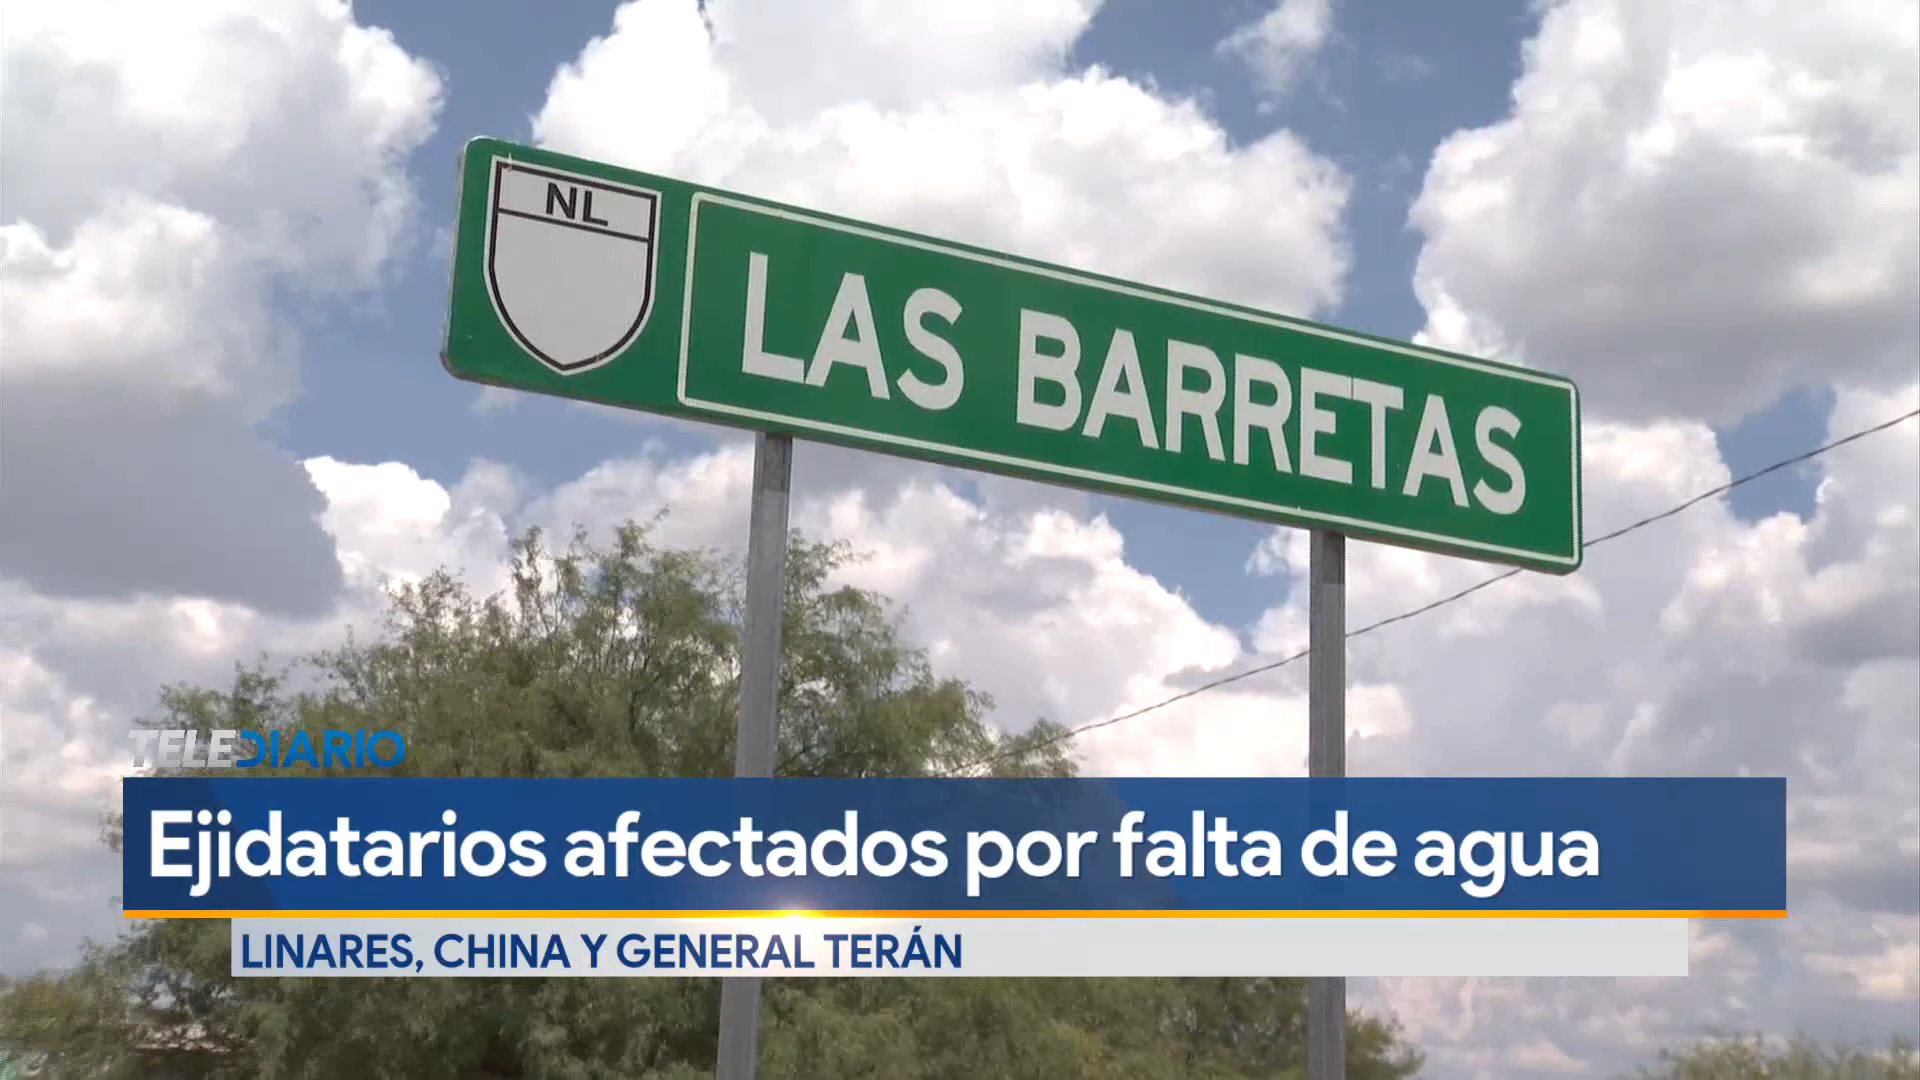 NL
LAS BARRETAS
TELEDIARIO
Ejidatarios afectados por falta de agua
LINARES, CHINA Y GENERAL TERÁN